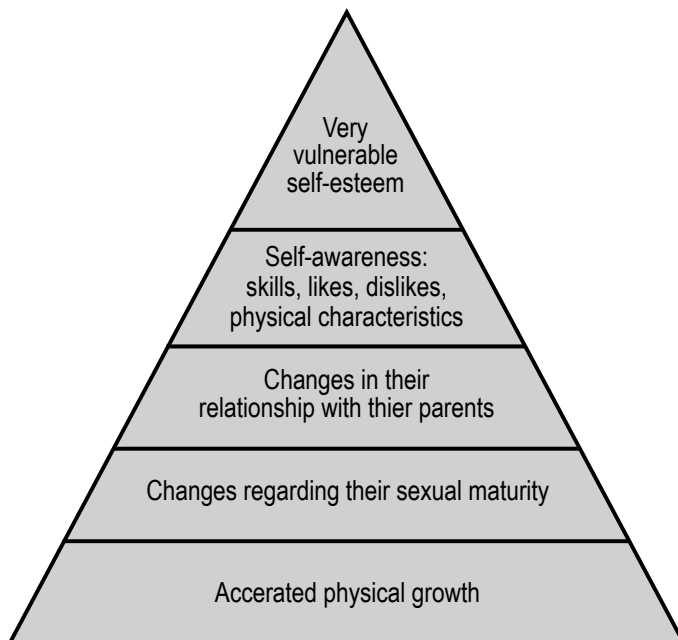 Very
vulnerable
self-esteem
Self-awareness:
skills, likes, dislikes,
physical characteristics
Changes in their
relationship with thier parents
Changes regarding their sexual maturity
Accerated physical growth